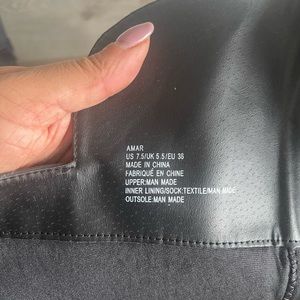 AMAR
US 7.5/UK 5.5/EU 38
MADE IN CHINA
FABRIQUÉ EN CHINE
UPPER:MAN MADE
INNER LINING/SOCK:TEXTILE/MAN MADE
OUTSOLE:MAN MADE